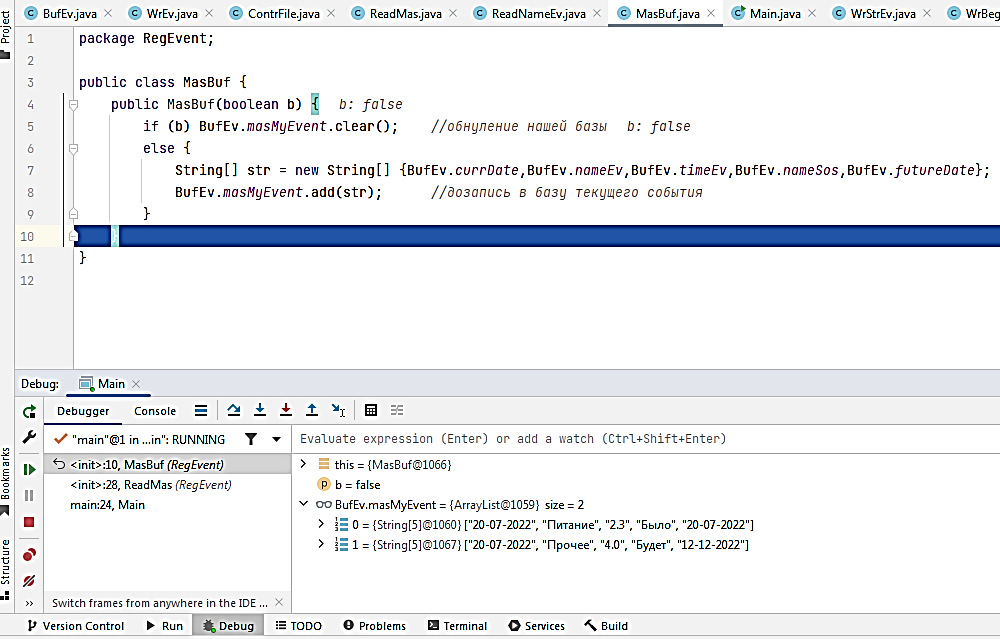 BufEv.java WrEv.java ContrFile.java ReadMas.java ReadNameEv.java MasBuf.java Main.java WrStrEv.java WrBeg
Project
1 package RegEvent;
2
3 public class MasBuf {
4 public MasBuf(boolean b) { b: false
5 if (b) BufEv.masMyEvent.clear(); //обнуление нашей базы b: false
6 else {
7 String[] str = new String[] {BufEv.currDate,BufEv.nameEv,BufEv.timeEv,BufEv.nameSos,BufEv.futureDate};
8 BufEv.masMyEvent.add(str); //дозапись в базу текущего события
9 }
10 }
11 }
12
Debug: Main
Debugger Console
"main"@1 in ...in": RUNNING
Evaluate expression (Enter) or add a watch (Ctrl+Shift+Enter)
<init>:10, MasBuf (RegEvent)
<init>:28, ReadMas (RegEvent)
main:24, Main
this = {MasBuf@1066}
b = false
BufEv.masMyEvent = {ArrayList@1059} size = 2
0 = {String[5]@1060} ["20-07-2022", "Питание", "2.3", "Было", "20-07-2022"]
1 = {String[5]@1067} ["20-07-2022", "Прочее", "4.0", "Будет", "12-12-2022"]
Bookmarks
Structure
Switch frames from anywhere in the IDE ...
Version Control Run Debug TODO Problems Terminal Services Build